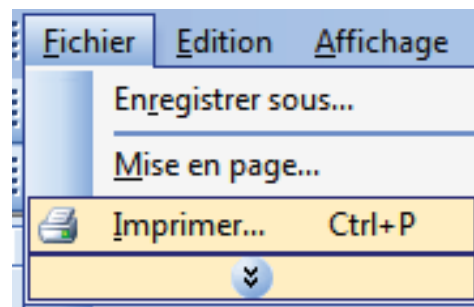 Fichier Edition Affichage
Enregistrer sous...
Mise en page...
Imprimer... Ctrl+P